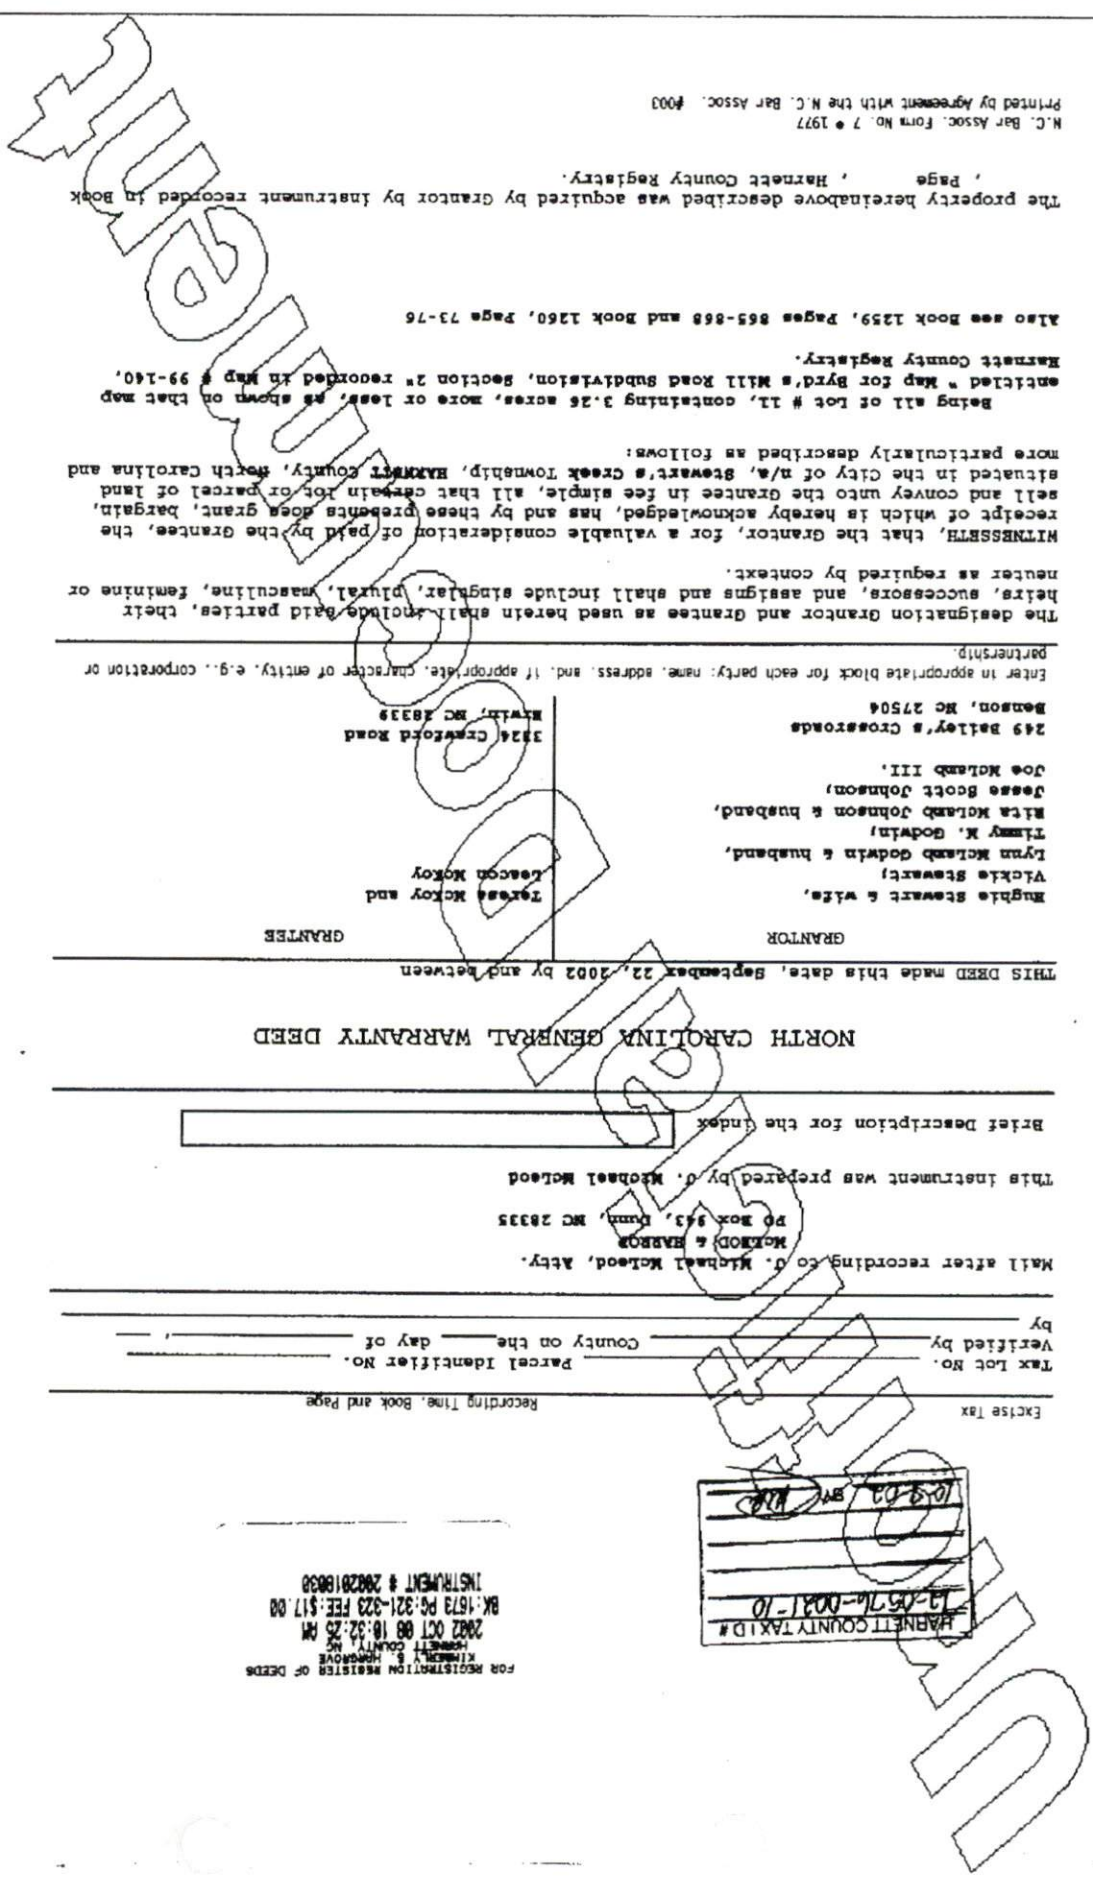 FOR REGISTRATION REGISTER OF DEEDS
KIMBERLY S. HARGROVE
HARNETT COUNTY, NC
2002 OCT 08 10:32:25 AM
BK:1673 PG:321-323 FEE:$17.00
INSTRUMENT # 2002018030
HARNETT COUNTY TAX I D #
12-0576-0021-10
10-8-02 BY
Excise Tax
Recording Time, Book and Page
Tax Lot No. Parcel Identifier No.
Verified by County on the day of ,
by
Mail after recording to J. Michael McLeod, Atty.
McLEOD & HARROP
PO Box 943, Dunn, NC 28335
This instrument was prepared by J. Michael McLeod
Brief Description for the index
NORTH CAROLINA GENERAL WARRANTY DEED
THIS DEED made this date, September 22, 2002 by and between
GRANTOR
GRANTEE
Hughie Stewart & wife,
Vickie Stewart;
Lynn McLamb Godwin & husband,
Timmy M. Godwin;
Rita McLamb Johnson & husband,
Jesse Scott Johnson;
Joe McLamb III.
249 Bailey's Crossroads
Benson, NC 27504
Teresa McKoy and
Leacon McKoy
3324 Crawford Road
Erwin, NC 28339
Enter in appropriate block for each party: name, address, and, if appropriate, character of entity, e.g., corporation or
partnership.
The designation Grantor and Grantee as used herein shall include said parties, their
heirs, successors, and assigns and shall include singular, plural, masculine, feminine or
neuter as required by context.
WITNESSETH, that the Grantor, for a valuable consideration of paid by the Grantee, the
receipt of which is hereby acknowledged, has and by these presents does grant, bargain,
sell and convey unto the Grantee in fee simple, all that certain lot or parcel of land
situated in the City of n/a, Stewart's Creek Township, HARNETT County, North Carolina and
more particularly described as follows:
Being all of Lot # 11, containing 3.26 acres, more or less, as shown on that map
entitled " Map for Byrd's Mill Road Subdivision, Section 2" recorded in Map # 99-140,
Harnett County Registry.
Also see Book 1259, Pages 865-868 and Book 1260, Page 73-76
The property hereinabove described was acquired by Grantor by instrument recorded in Book
, Page , Harnett County Registry.
N.C. Bar Assoc. Form No. 7 © 1977
Printed by Agreement with the N.C. Bar Assoc. #003
Unofficial Document